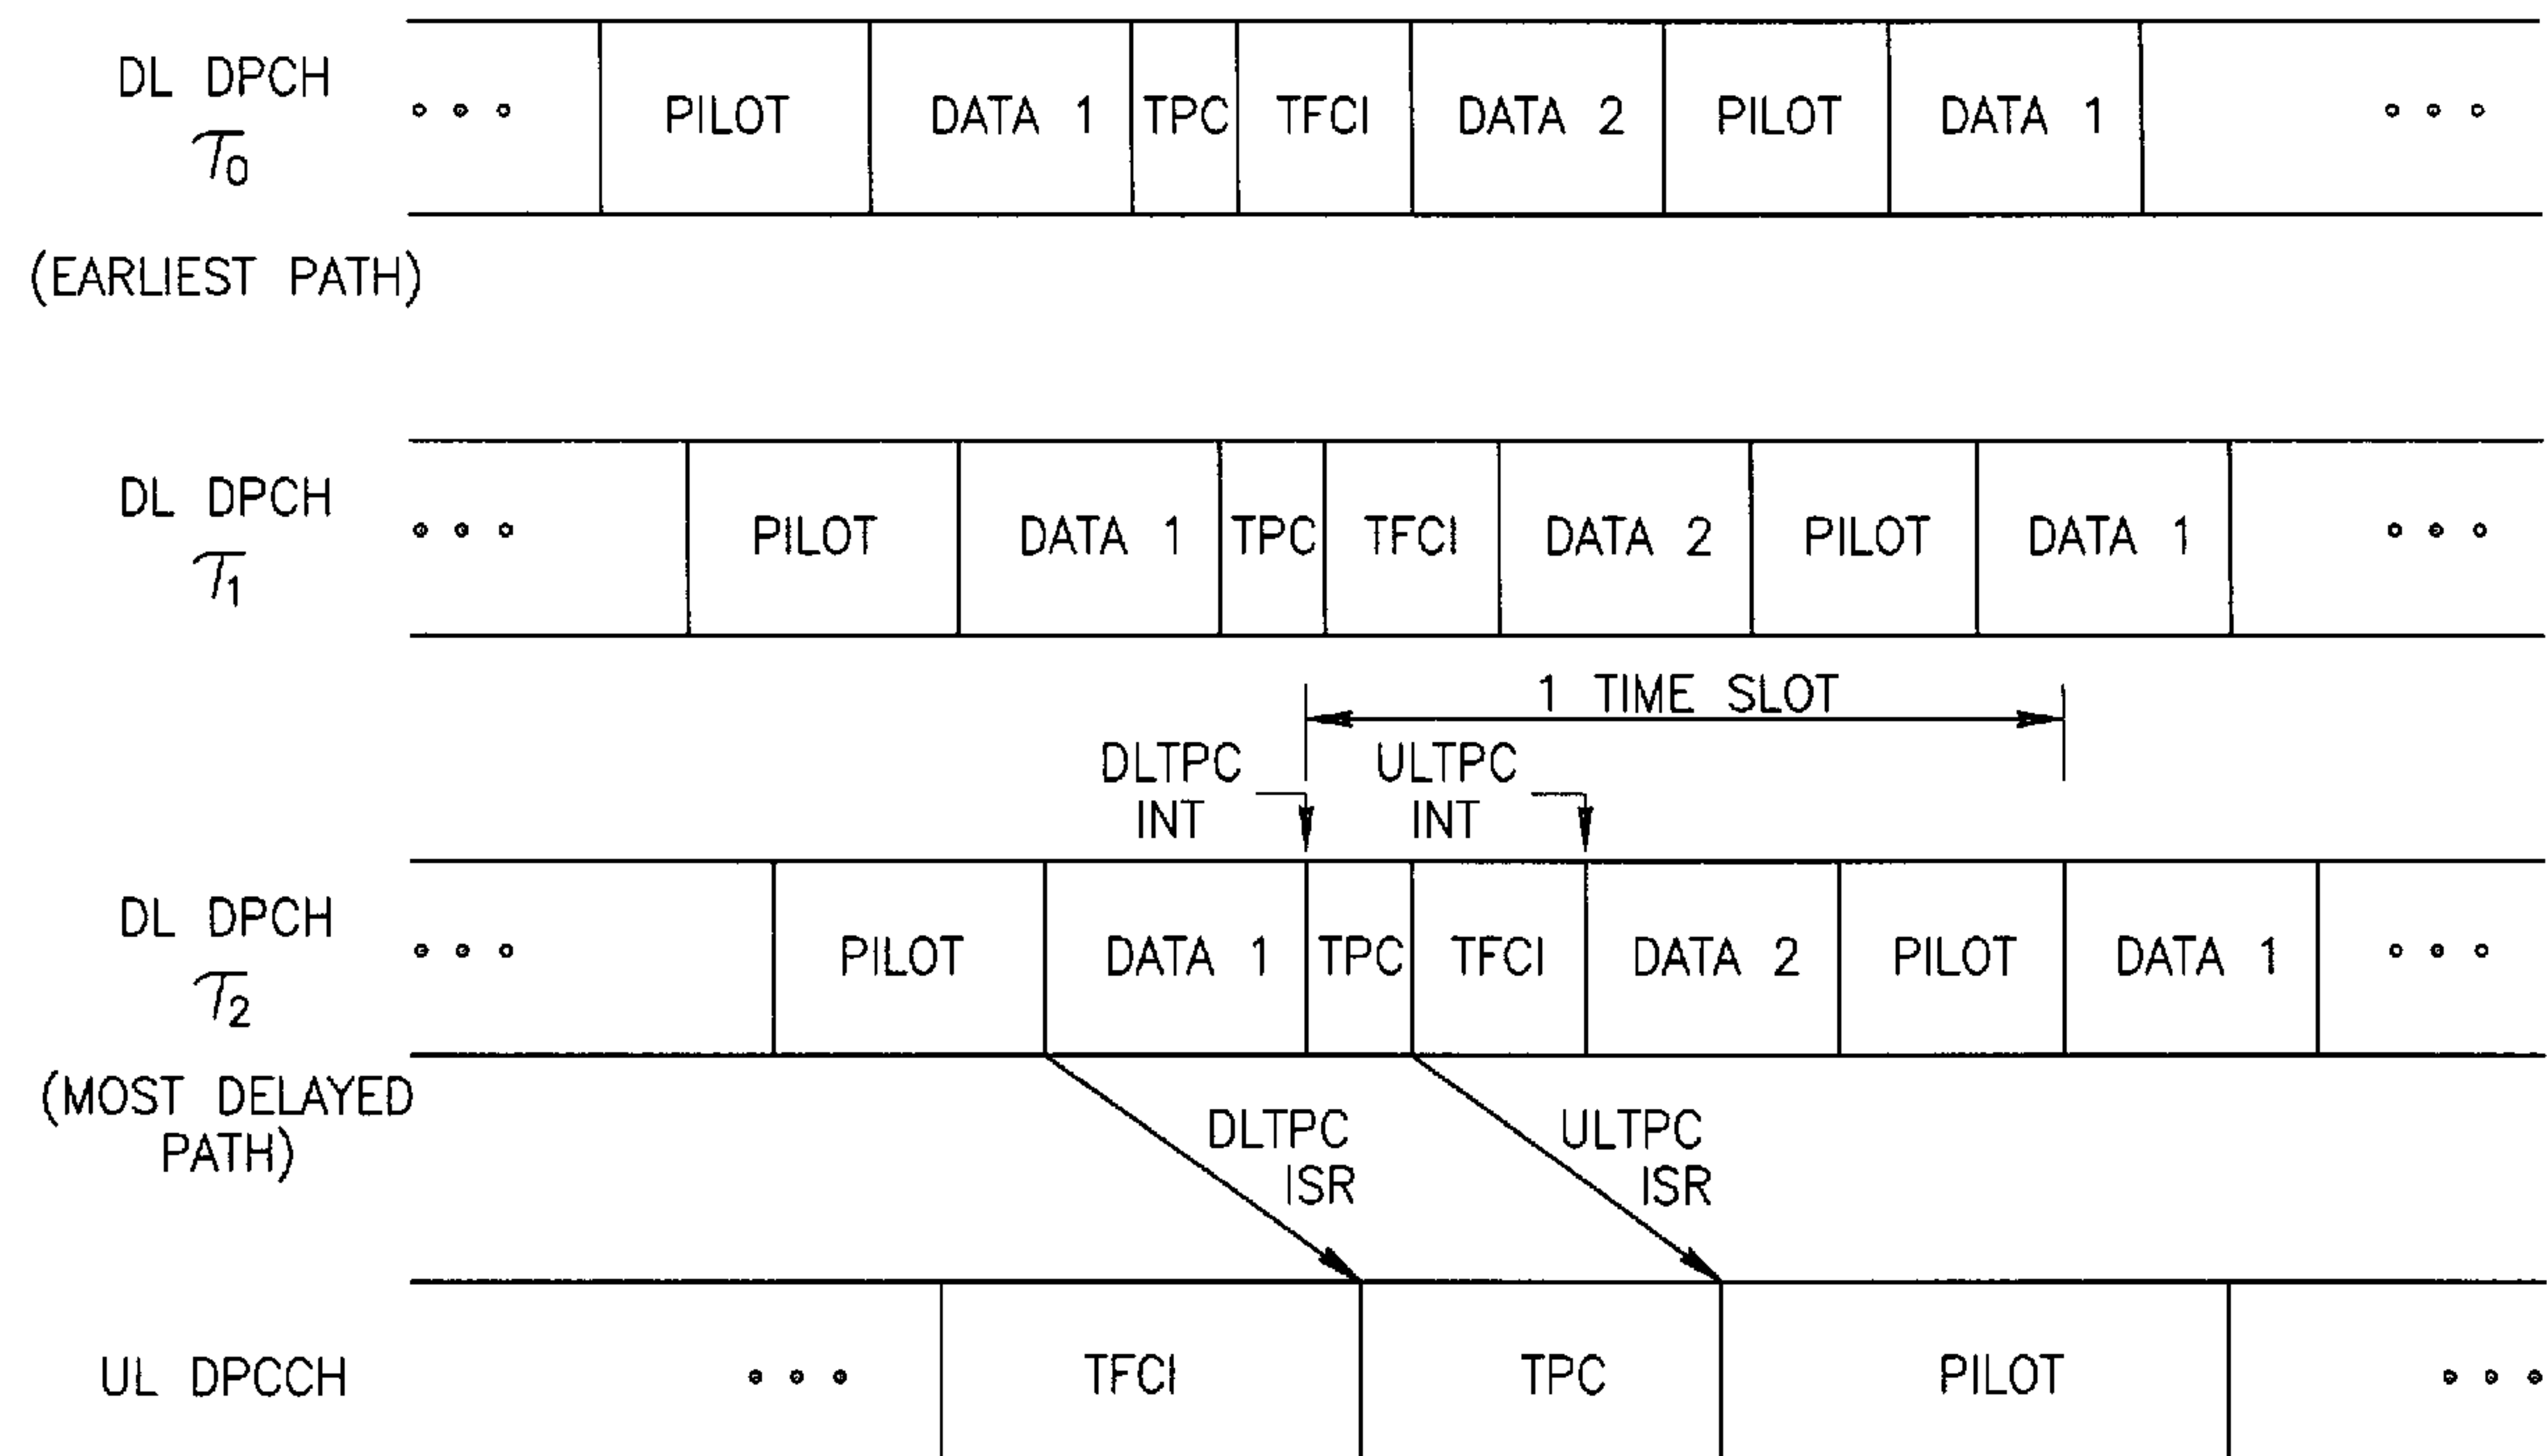 DL DPCH
τ0
(EARLIEST PATH)
PILOT DATA 1 TPC TFCI DATA 2 PILOT DATA 1
DL DPCH
τ1
PILOT DATA 1 TPC TFCI DATA 2 PILOT DATA 1
1 TIME SLOT
DLTPC
INT
ULTPC
INT
DL DPCH
τ2
(MOST DELAYED
PATH)
PILOT DATA 1 TPC TFCI DATA 2 PILOT DATA 1
DLTPC
ISR
ULTPC
ISR
UL DPCCH
TFCI TPC PILOT